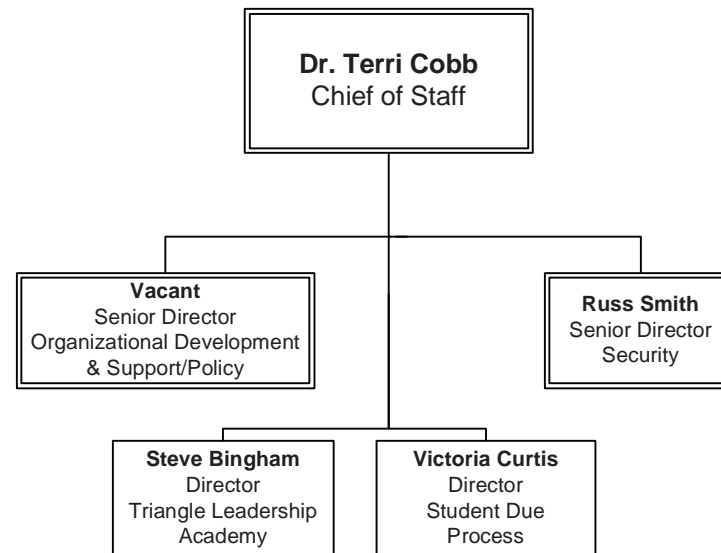 Dr. Terri Cobb
Chief of Staff
Vacant
Senior Director
Organizational Development
& Support/Policy
Russ Smith
Senior Director
Security
Steve Bingham
Director
Triangle Leadership
Academy
Victoria Curtis
Director
Student Due
Process